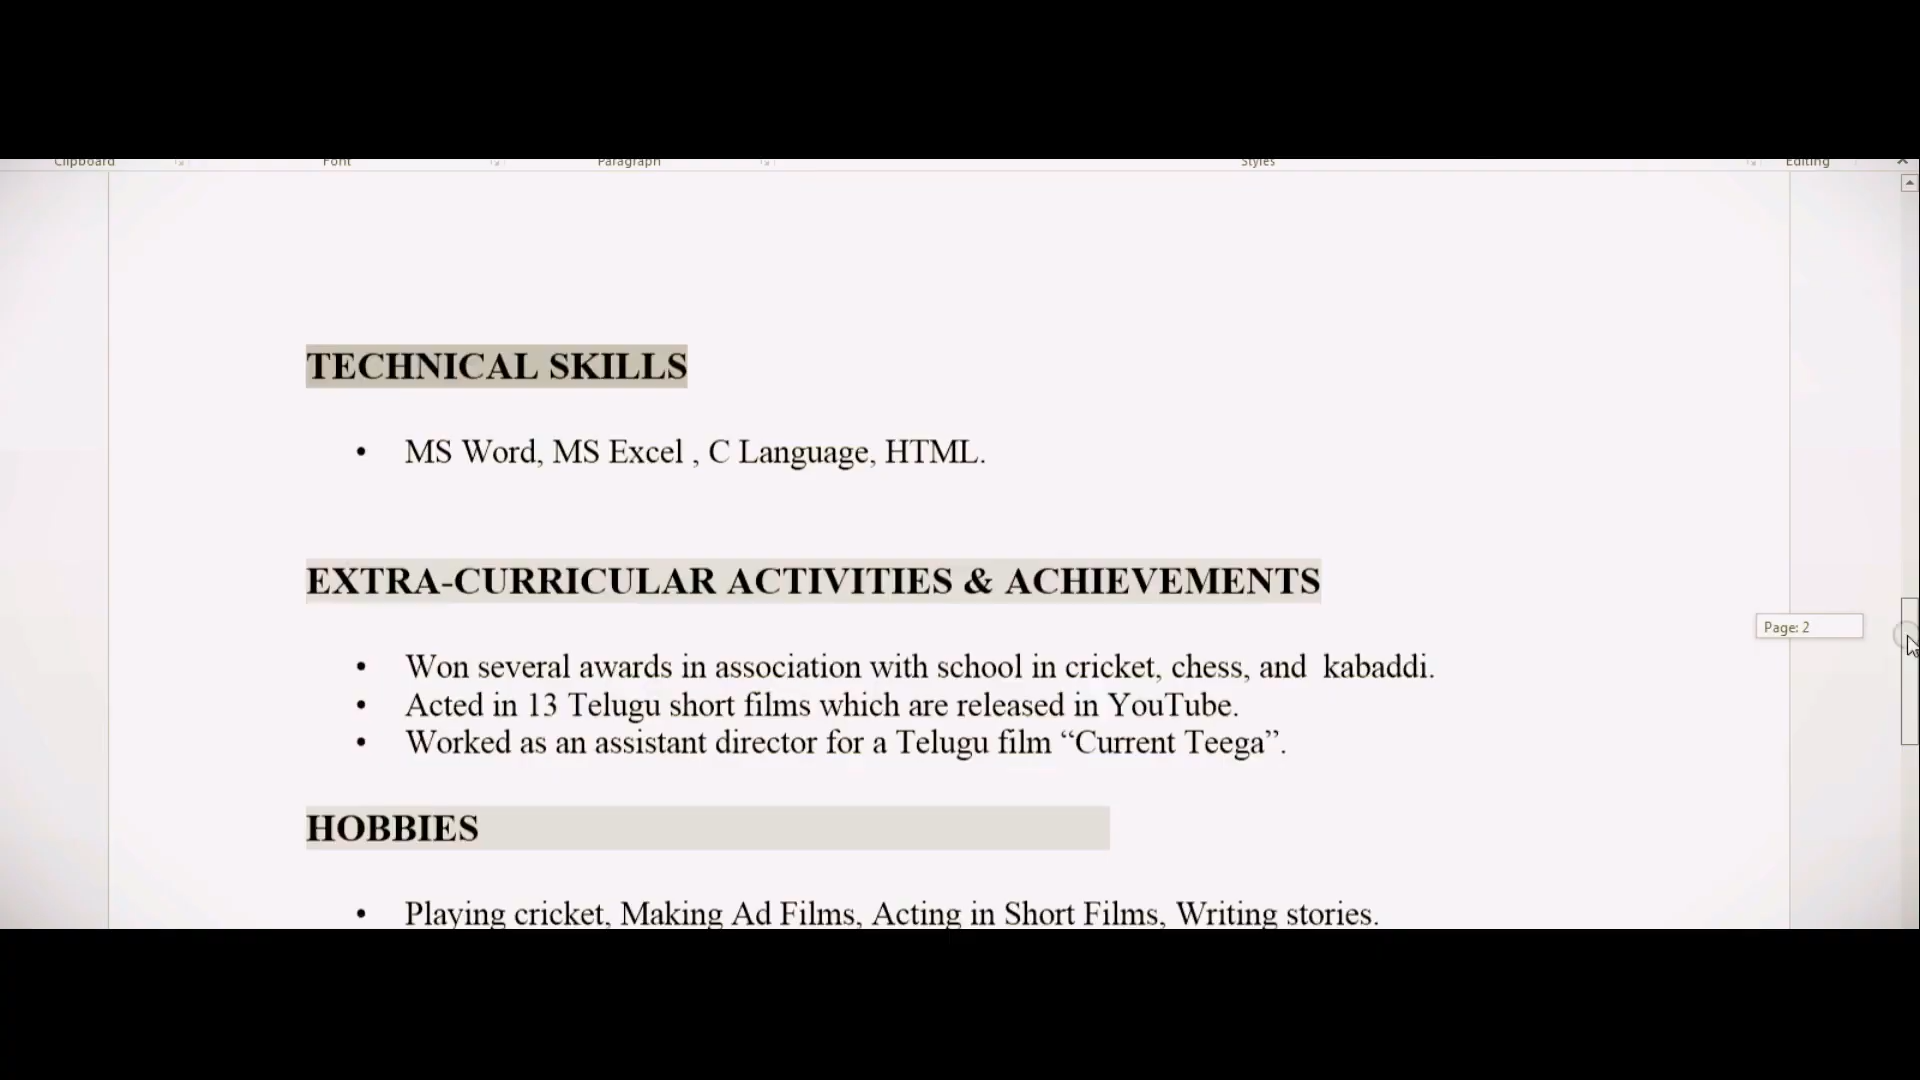 Clipboard Font Paragraph Styles Editing
TECHNICAL SKILLS
• MS Word, MS Excel , C Language, HTML.
EXTRA-CURRICULAR ACTIVITIES & ACHIEVEMENTS
Page: 2
• Won several awards in association with school in cricket, chess, and  kabaddi.
• Acted in 13 Telugu short films which are released in YouTube.
• Worked as an assistant director for a Telugu film “Current Teega”.
HOBBIES
• Playing cricket, Making Ad Films, Acting in Short Films, Writing stories.